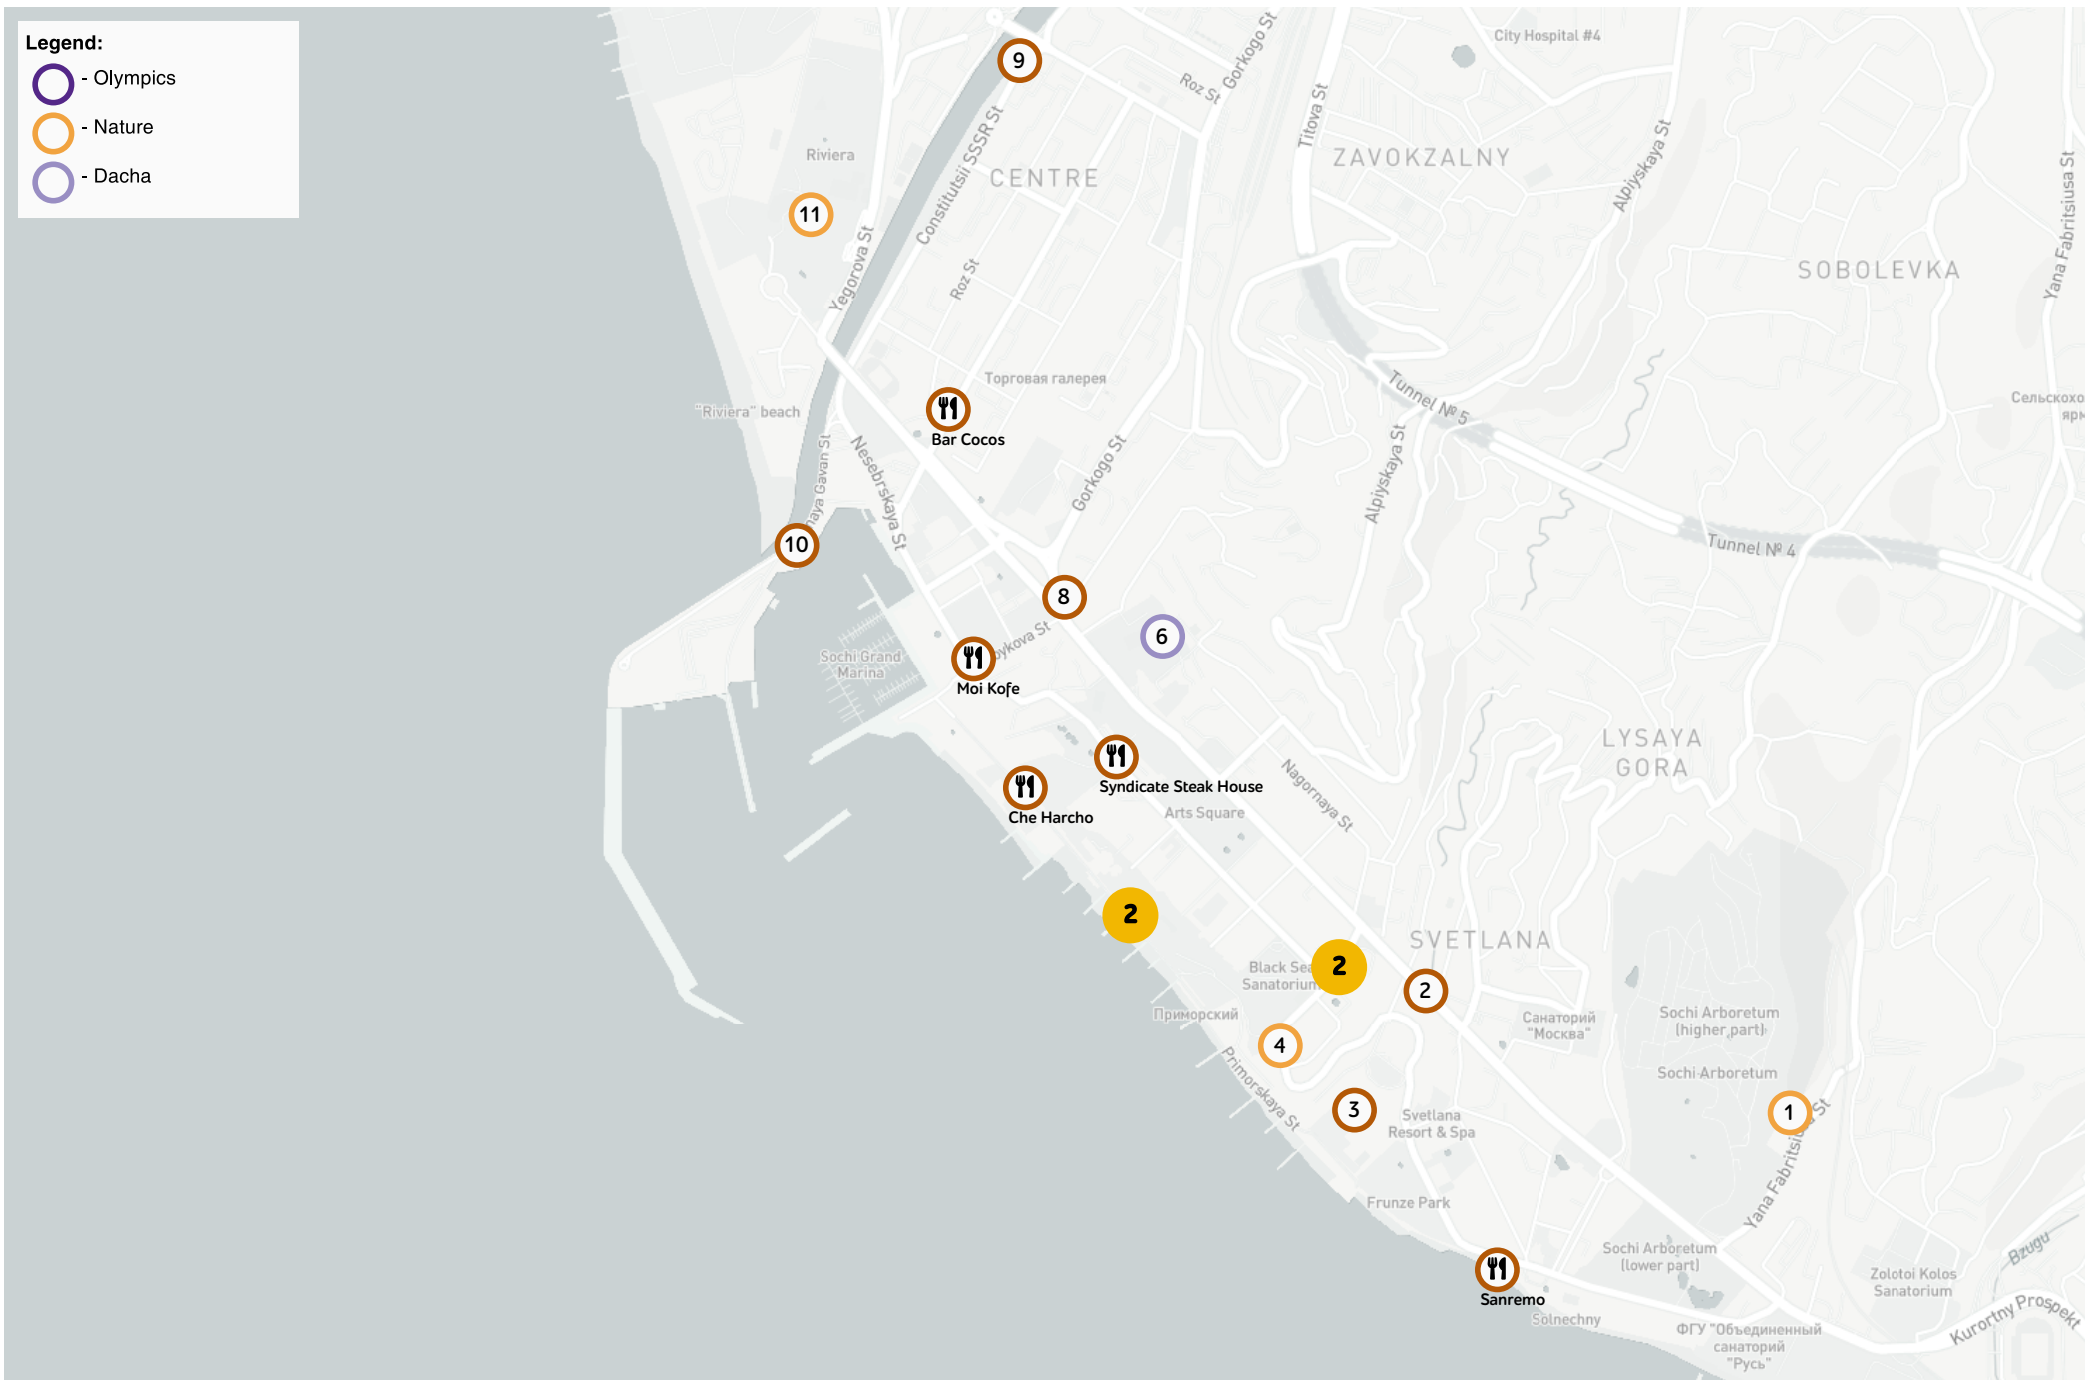 Legend:
- Olympics
- Nature
- Dacha
City Hospital #4
9
Roz St
Gorkogo St
Titova St
ZAVOKZALNY
Alpiyskaya St
Yana Fabritsiusa St
Riviera
Constitutsii SSSR St
CENTRE
11
Yegorova St
Roz St
SOBOLEVKA
Торговая галерея
Tunnel № 5
"Riviera" beach
Bar Cocos
Nesebrskaya St
Gavan St
Gorkogo St
Alpiyskaya St
10
Tunnel № 4
8
6
Sochi Grand
Marina
Moi Kofe
LYSAYA
GORA
Syndicate Steak House
Nagornaya St
Che Harcho
Arts Square
2
SVETLANA
Black Sea
Sanatorium
2
2
Приморский
Санаторий
"Москва"
Sochi Arboretum
(higher part)
4
Primorskaya St
Sochi Arboretum
3
Svetlana
Resort & Spa
1
Yana Fabritsiusa St
Frunze Park
Sochi Arboretum
(lower part)
Bzugu
Sanremo
Zolotoi Kolos
Sanatorium
Solnechny
ФГУ "Объединенный
санаторий
"Русь"
Kurortny Prospekt